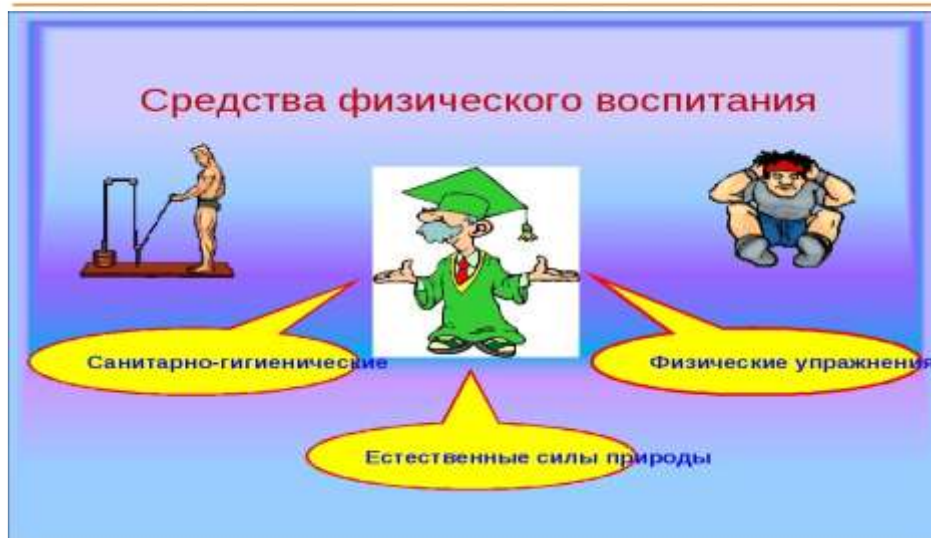 Средства физического воспитания
Санитарно-гигиенические
Физические упражнения
Естественные силы природы